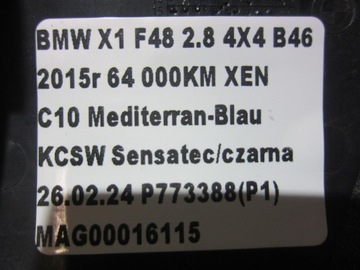 BMW X1 F48 2.8 4X4 B46
2015r 64 000KM XEN
C10 Mediterran-Blau
KCSW Sensatec/czarna
26.02.24 P773388(P1)
MAG00016115